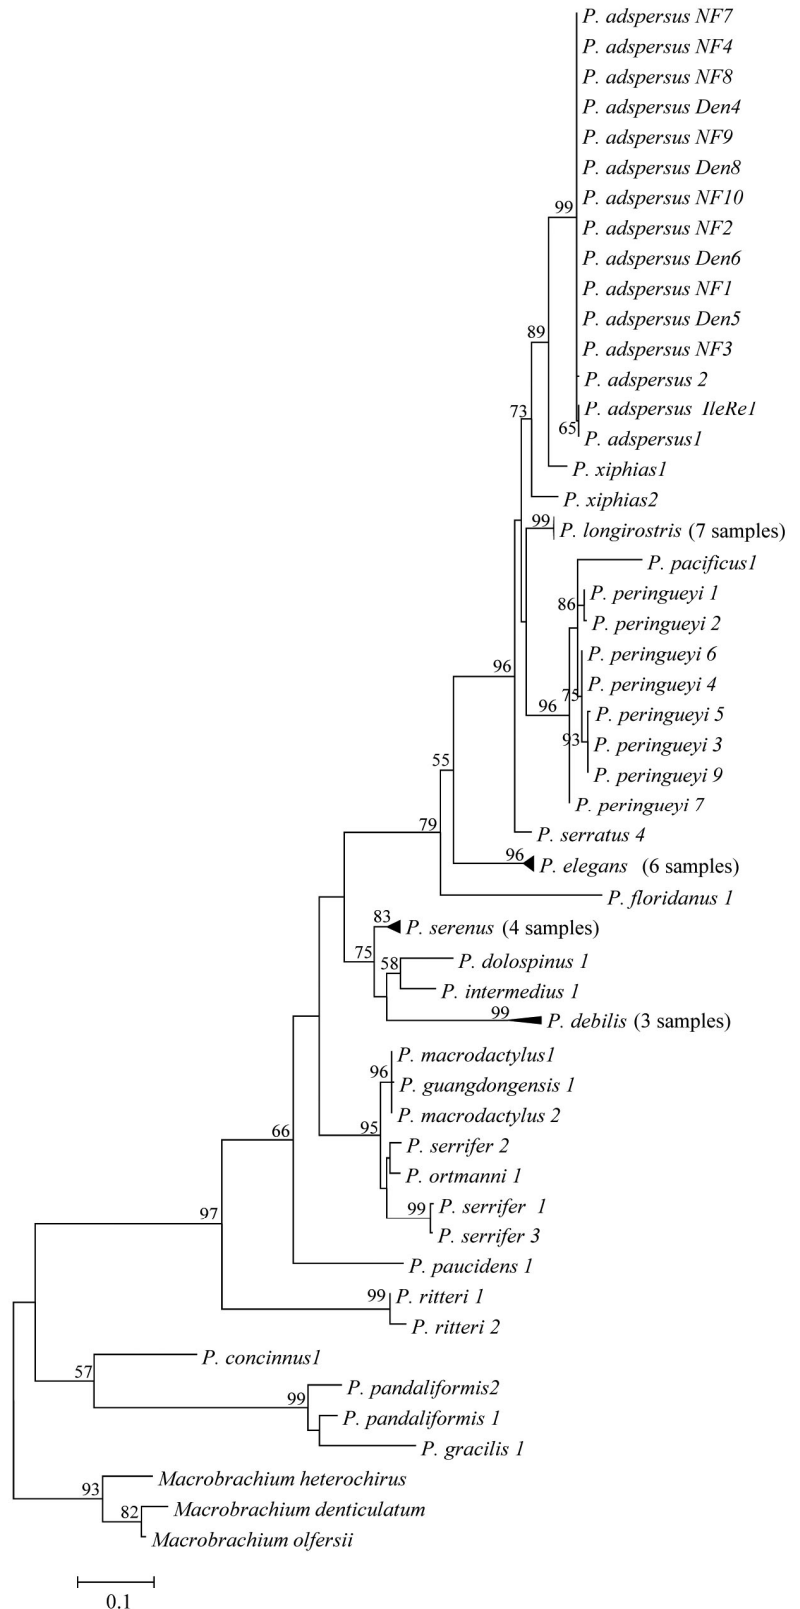 P. adspersus NF7
P. adspersus NF4
P. adspersus NF8
P. adspersus Den4
P. adspersus NF9
P. adspersus Den8
P. adspersus NF10
99
P. adspersus NF2
P. adspersus Den6
P. adspersus NF1
P. adspersus Den5
89
P. adspersus NF3
P. adspersus 2
73
P. adspersus IleRe1
65
P. adspersus1
P. xiphias1
P. xiphias2
99
P. longirostris (7 samples)
P. pacificus1
P. peringueyi 1
86
P. peringueyi 2
P. peringueyi 6
96
P. peringueyi 4
75
P. peringueyi 5
96
93
P. peringueyi 3
55
P. peringueyi 9
P. peringueyi 7
79
P. serratus 4
96
P. elegans (6 samples)
P. floridanus 1
83
P. serenus (4 samples)
75
58
P. dolospinus 1
P. intermedius 1
99
P. debilis (3 samples)
P. macrodactylus1
96
P. guangdongensis 1
P. macrodactylus 2
66
95
P. serrifer 2
P. ortmanni 1
97
99
P. serrifer 1
P. serrifer 3
P. paucidens 1
99
P. ritteri 1
P. ritteri 2
P. concinnus1
57
P. pandaliformis2
99
P. pandaliformis 1
P. gracilis 1
Macrobrachium heterochirus
93
Macrobrachium denticulatum
82
Macrobrachium olfersii
0.1